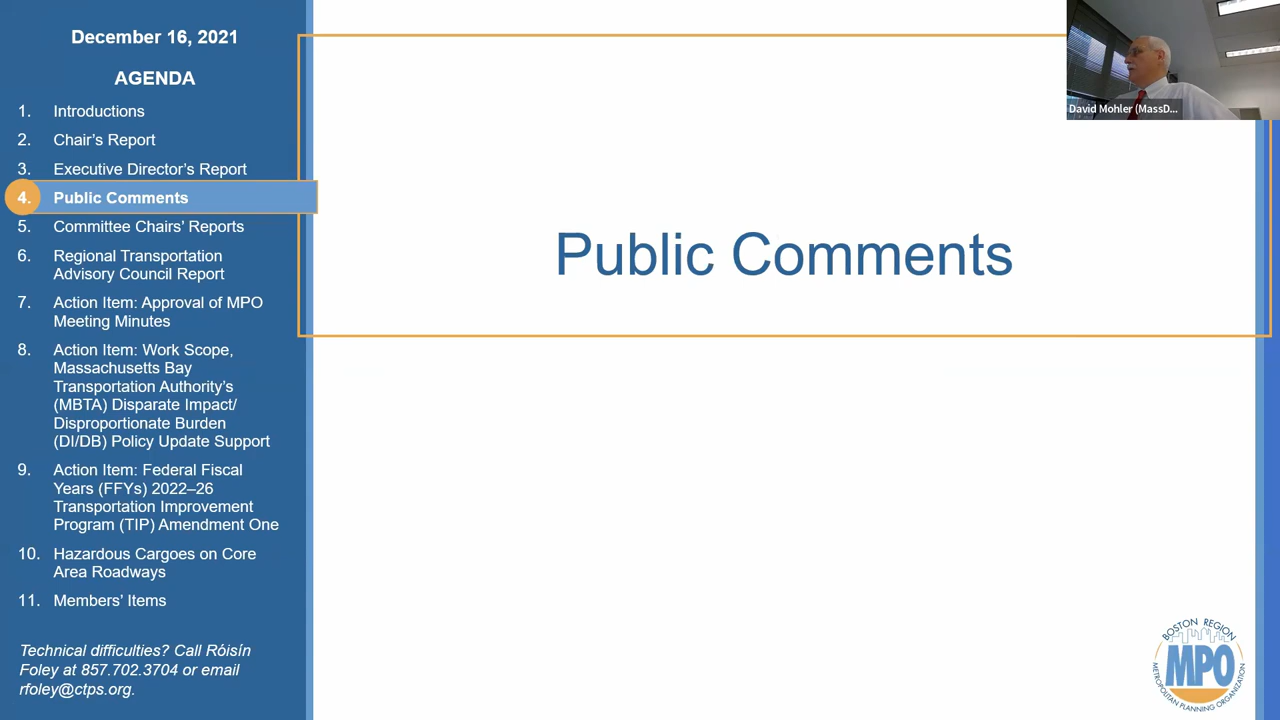 December 16, 2021
AGENDA
1. Introductions
2. Chair's Report
3. Executive Director's Report
4. Public Comments
5. Committee Chairs' Reports
6. Regional Transportation
Advisory Council Report
7. Action Item: Approval of MPO
Meeting Minutes
8. Action Item: Work Scope,
Massachusetts Bay
Transportation Authority's
(MBTA) Disparate Impact/
Disproportionate Burden
(DI/DB) Policy Update Support
9. Action Item: Federal Fiscal
Years (FFYs) 2022–26
Transportation Improvement
Program (TIP) Amendment One
10. Hazardous Cargoes on Core
Area Roadways
11. Members' Items
Technical difficulties? Call Róisín
Foley at 857.702.3704 or email
rfoley@ctps.org.
Public Comments
David Mohler (MassD...
BOSTON REGION
MPO
METROPOLITAN PLANNING ORGANIZATION